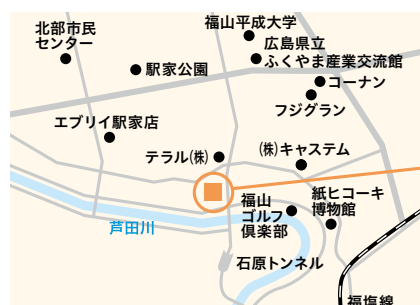 福山平成大学
北部市民
センター
広島県立
ふくやま産業交流館
駅家公園
コーナン
フジグラン
エブリイ駅家店
テラル㈱
㈱キャステム
芦田川
福山
ゴルフ
倶楽部
紙ヒコーキ
博物館
石原トンネル
福塩線